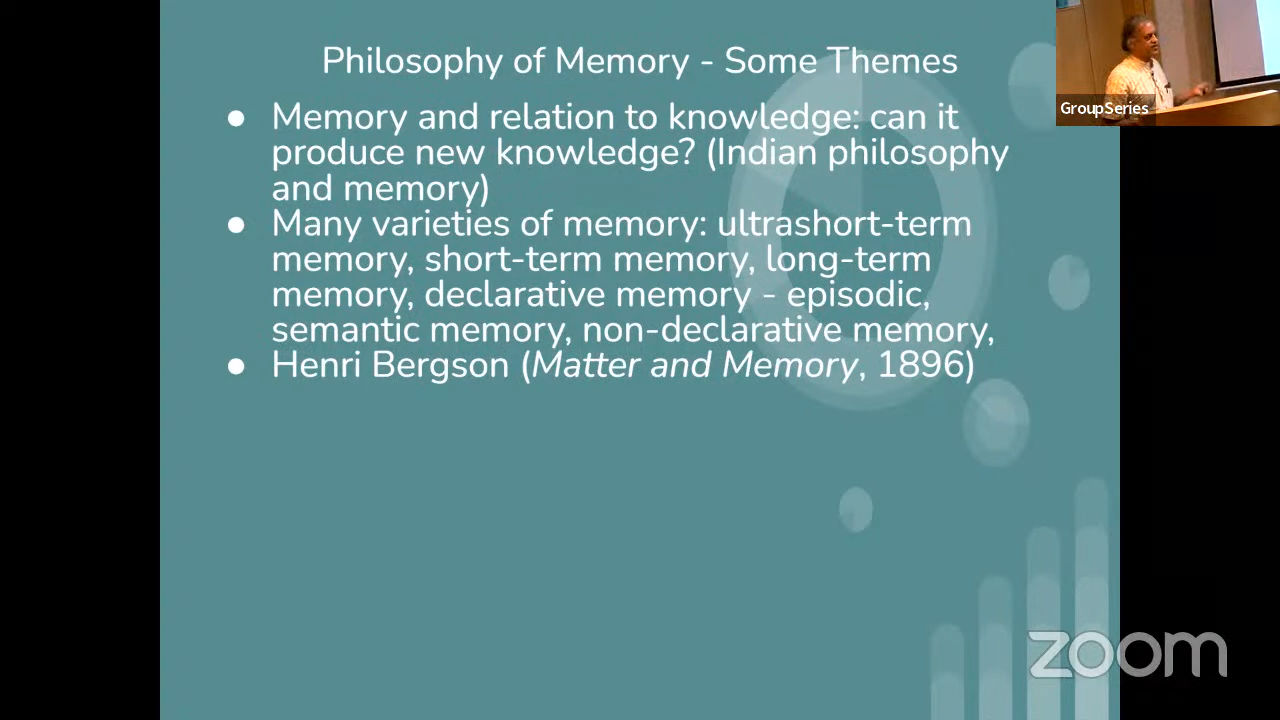 Philosophy of Memory - Some Themes
● Memory and relation to knowledge: can it
produce new knowledge? (Indian philosophy
and memory)
● Many varieties of memory: ultrashort-term
memory, short-term memory, long-term
memory, declarative memory - episodic,
semantic memory, non-declarative memory,
● Henri Bergson (Matter and Memory, 1896)
GroupSeries
zoom